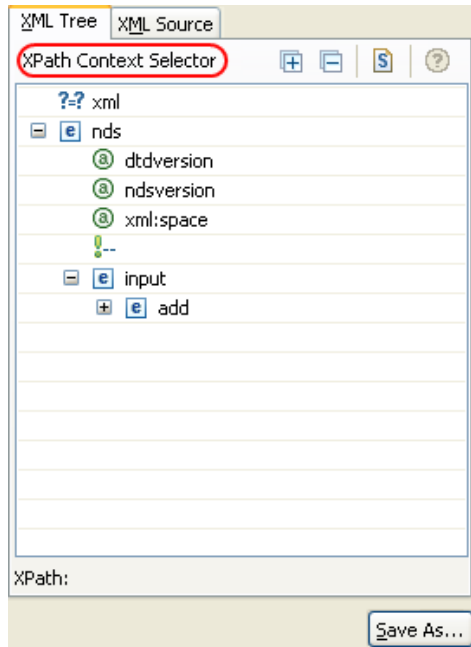 XML Tree XML Source
XPath Context Selector S ?
?=? xml
e nds
a dtdversion
a ndsversion
a xml:space
!--
e input
e add
XPath:
Save As...